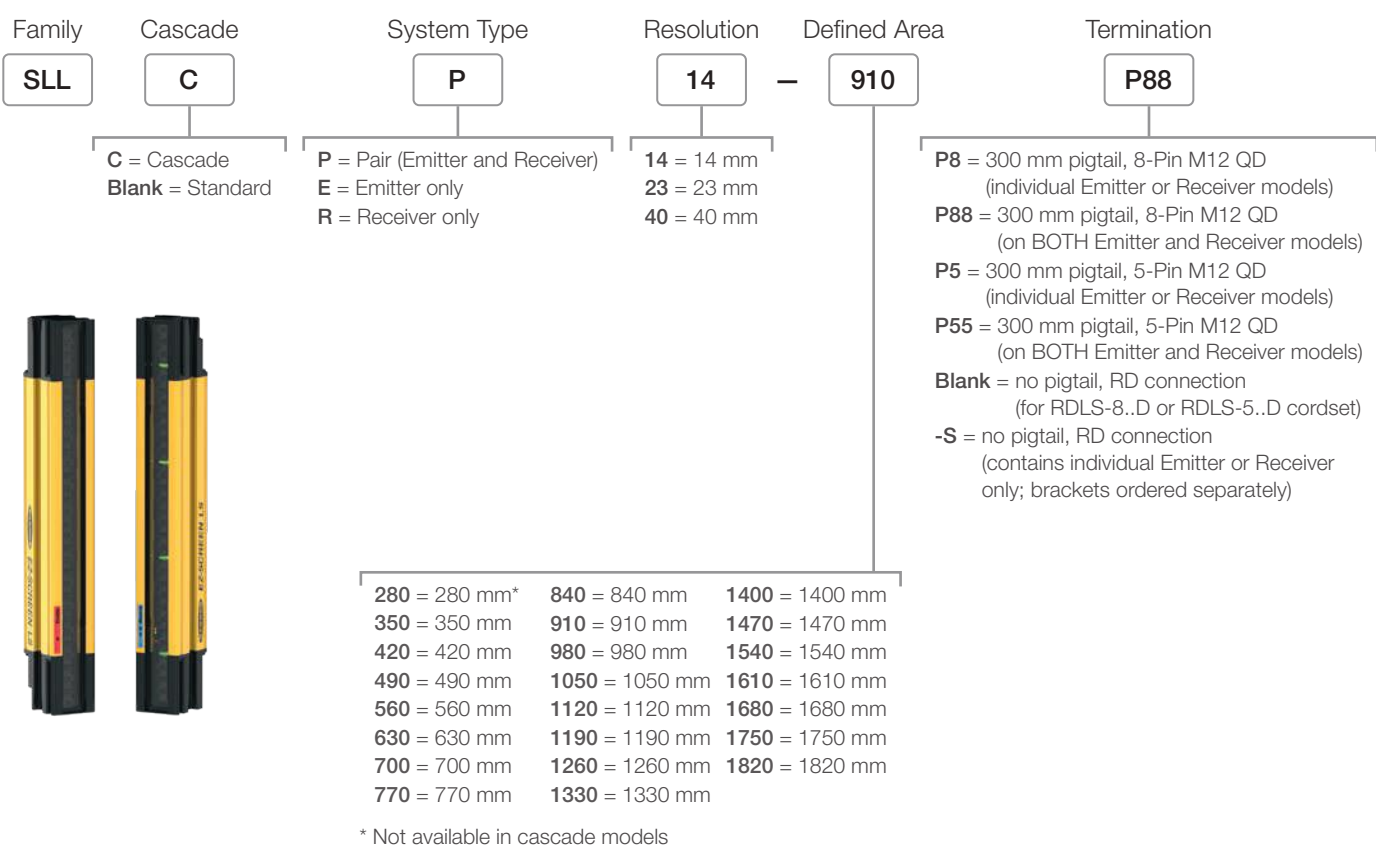 Family Cascade System Type Resolution Defined Area Termination
SLL C P 14 – 910 P88
C = Cascade
Blank = Standard
P = Pair (Emitter and Receiver)
E = Emitter only
R = Receiver only
14 = 14 mm
23 = 23 mm
40 = 40 mm
P8 = 300 mm pigtail, 8-Pin M12 QD
(individual Emitter or Receiver models)
P88 = 300 mm pigtail, 8-Pin M12 QD
(on BOTH Emitter and Receiver models)
P5 = 300 mm pigtail, 5-Pin M12 QD
(individual Emitter or Receiver models)
P55 = 300 mm pigtail, 5-Pin M12 QD
(on BOTH Emitter and Receiver models)
Blank = no pigtail, RD connection
(for RDLS-8..D or RDLS-5..D cordset)
-S = no pigtail, RD connection
(contains individual Emitter or Receiver
only; brackets ordered separately)
EZ-SCREEN LS
EZ-SCREEN LS
280 = 280 mm* 840 = 840 mm 1400 = 1400 mm
350 = 350 mm 910 = 910 mm 1470 = 1470 mm
420 = 420 mm 980 = 980 mm 1540 = 1540 mm
490 = 490 mm 1050 = 1050 mm 1610 = 1610 mm
560 = 560 mm 1120 = 1120 mm 1680 = 1680 mm
630 = 630 mm 1190 = 1190 mm 1750 = 1750 mm
700 = 700 mm 1260 = 1260 mm 1820 = 1820 mm
770 = 770 mm 1330 = 1330 mm
* Not available in cascade models